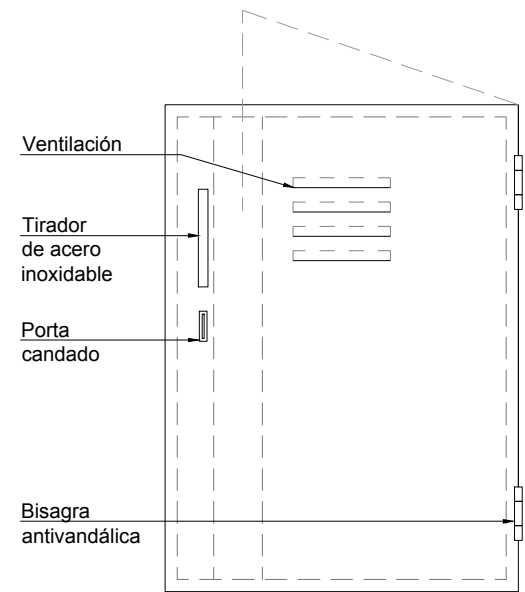 Ventilación
Tirador
de acero
inoxidable
Porta
candado
Bisagra
antivandálica